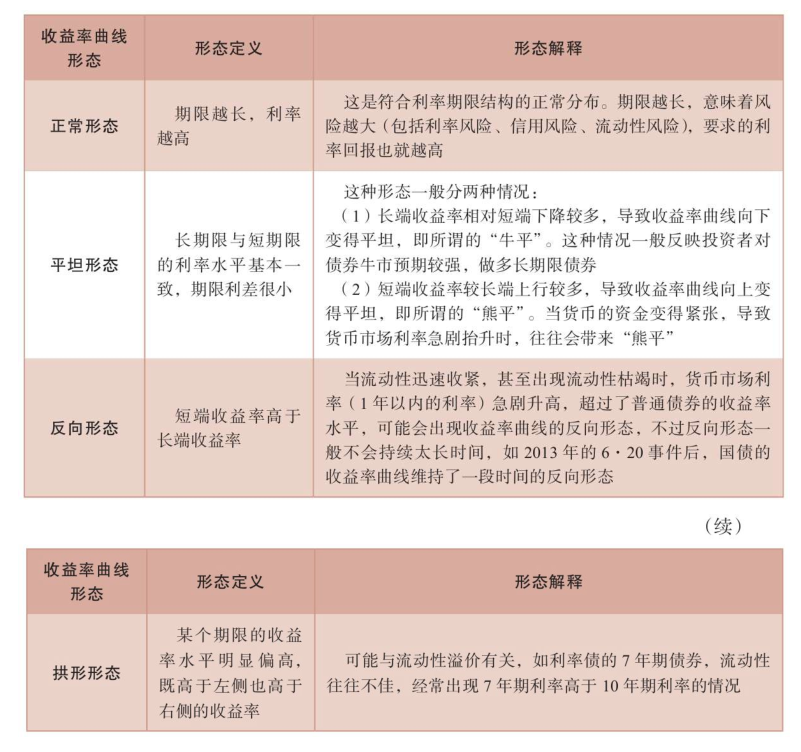 收益率曲线
形态
形态定义
形态解释
正常形态
期限越长，利率
越高
这是符合利率期限结构的正常分布。期限越长，意味着风
险越大（包括利率风险、信用风险、流动性风险），要求的利
率回报也就越高
平坦形态
长期限与短期限
的利率水平基本一
致，期限利差很小
这种形态一般分两种情况：
（1）长端收益率相对短端下降较多，导致收益率曲线向下
变得平坦，即所谓的“牛平”。这种情况一般反映投资者对
债券牛市预期较强，做多长期限债券
（2）短端收益率较长端上行较多，导致收益率曲线向上变
得平坦，即所谓的“熊平”。当货币的资金变得紧张，导致
货币市场利率急剧抬升时，往往会带来“熊平”
反向形态
短端收益率高于
长端收益率
当流动性迅速收紧，甚至出现流动性枯竭时，货币市场利
率（1 年以内的利率）急剧升高，超过了普通债券的收益率
水平，可能会出现收益率曲线的反向形态，不过反向形态一
般不会持续太长时间，如 2013 年的 6·20 事件后，国债的
收益率曲线维持了一段时间的反向形态
（续）
收益率曲线
形态
形态定义
形态解释
拱形形态
某个期限的收益
率水平明显偏高，
既高于左侧也高于
右侧的收益率
可能与流动性溢价有关，如利率债的 7 年期债券，流动性
往往不佳，经常出现 7 年期利率高于 10 年期利率的情况